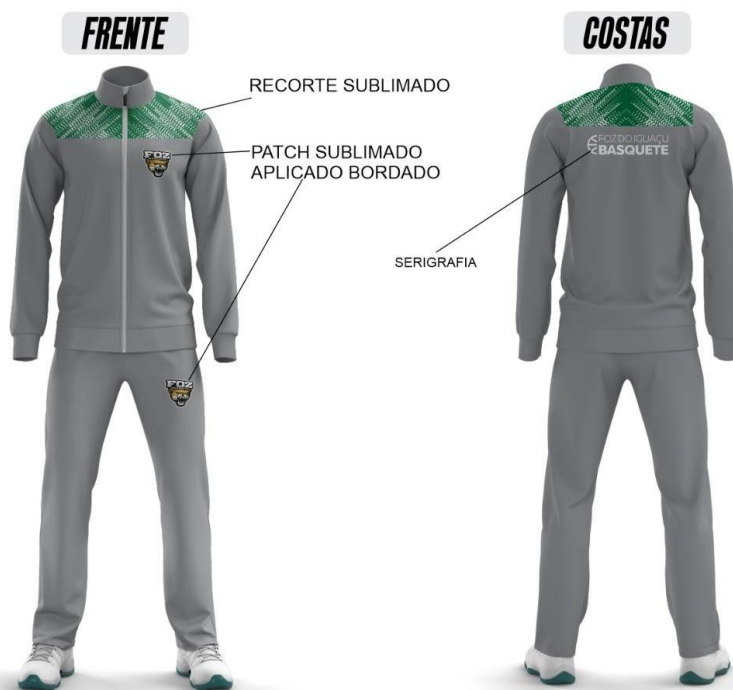 FRENTE
COSTAS
RECORTE SUBLIMADO
FOZ
PATCH SUBLIMADO
APLICADO BORDADO
FOZ DO IGUAÇU
BASQUETE
SERIGRAFIA
FOZ